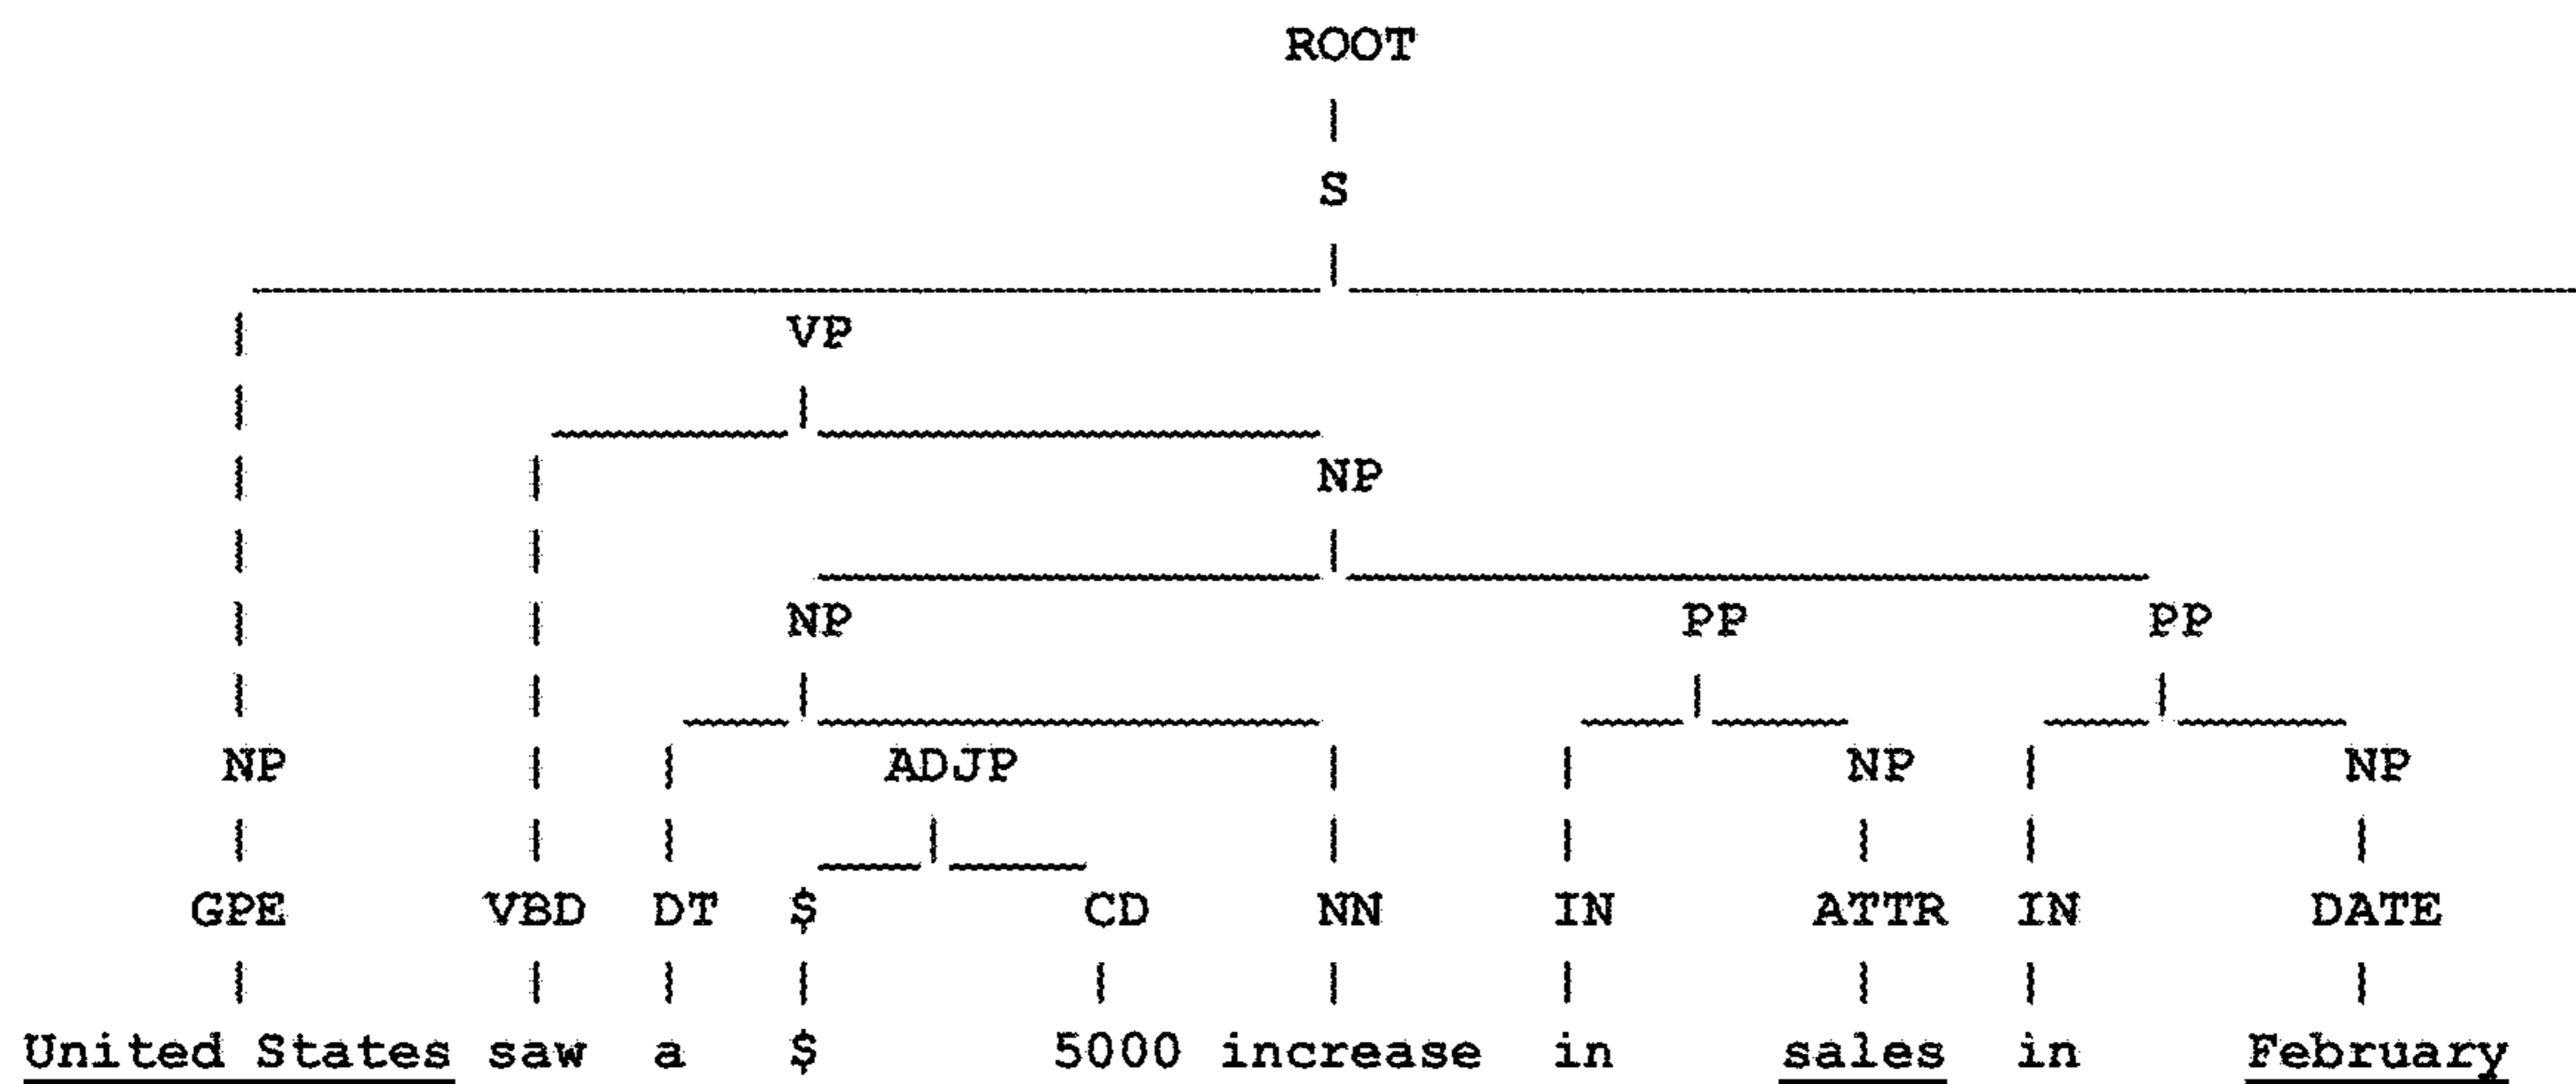 ROOT
S
VP
NP
NP PP PP
NP ADJP NP NP
GPE VBD DT $ CD NN IN ATTR IN DATE
United States saw a $ 5000 increase in sales in February